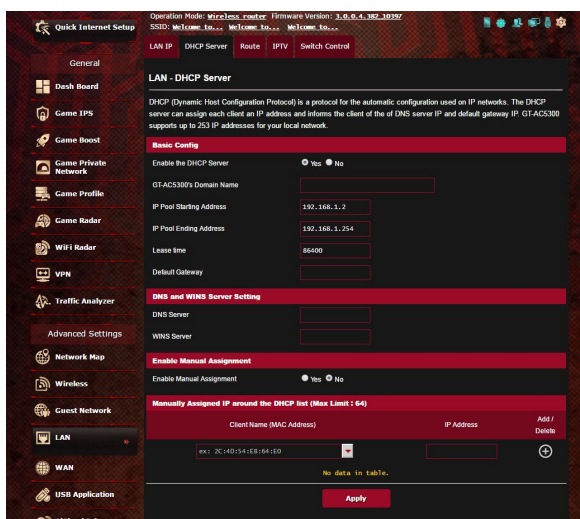 Quick Internet Setup
General
Dash Board
Game IPS
Game Boost
Game Private
Network
Game Profile
Game Radar
WiFi Radar
VPN
Traffic Analyzer
Advanced Settings
Network Map
Wireless
Guest Network
LAN
WAN
USB Application
Operation Mode: Wireless router Firmware Version: 3.0.0.4.382_10397
SSID: Welcome to... Welcome to... Welcome to...
LAN IP DHCP Server Route IPTV Switch Control
LAN - DHCP Server
DHCP (Dynamic Host Configuration Protocol) is a protocol for the automatic configuration used on IP networks. The DHCP
server can assign each client an IP address and informs the client of the of DNS server IP and default gateway IP. GT-AC5300
supports up to 253 IP addresses for your local network.
Basic Config
Enable the DHCP Server Yes No
GT-AC5300's Domain Name
IP Pool Starting Address 192.168.1.2
IP Pool Ending Address 192.168.1.254
Lease time 86400
Default Gateway
DNS and WINS Server Setting
DNS Server
WINS Server
Enable Manual Assignment
Enable Manual Assignment Yes No
Manually Assigned IP around the DHCP list (Max Limit : 64)
Client Name (MAC Address) IP Address Add /
Delete
ex: 2C:4D:54:E8:64:E0
No data in table.
Apply